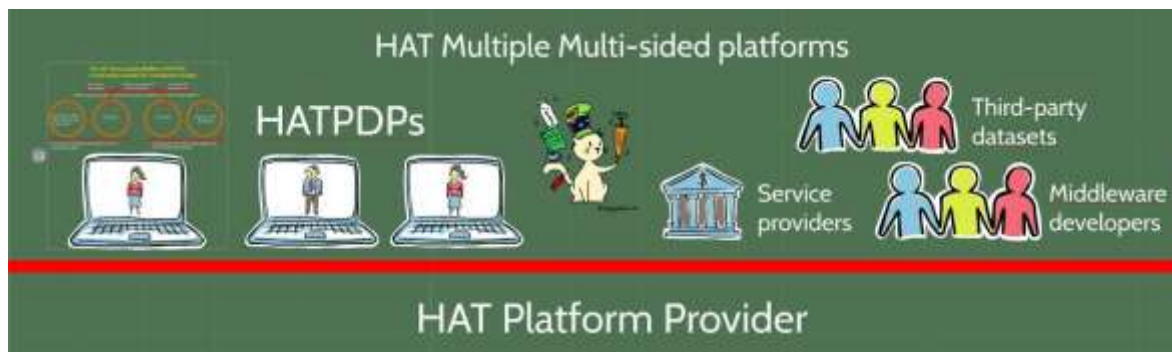 HAT Multiple Multi-sided platforms
HATPDPs
Third-party
datasets
Service
providers
Middleware
developers
HAT Platform Provider